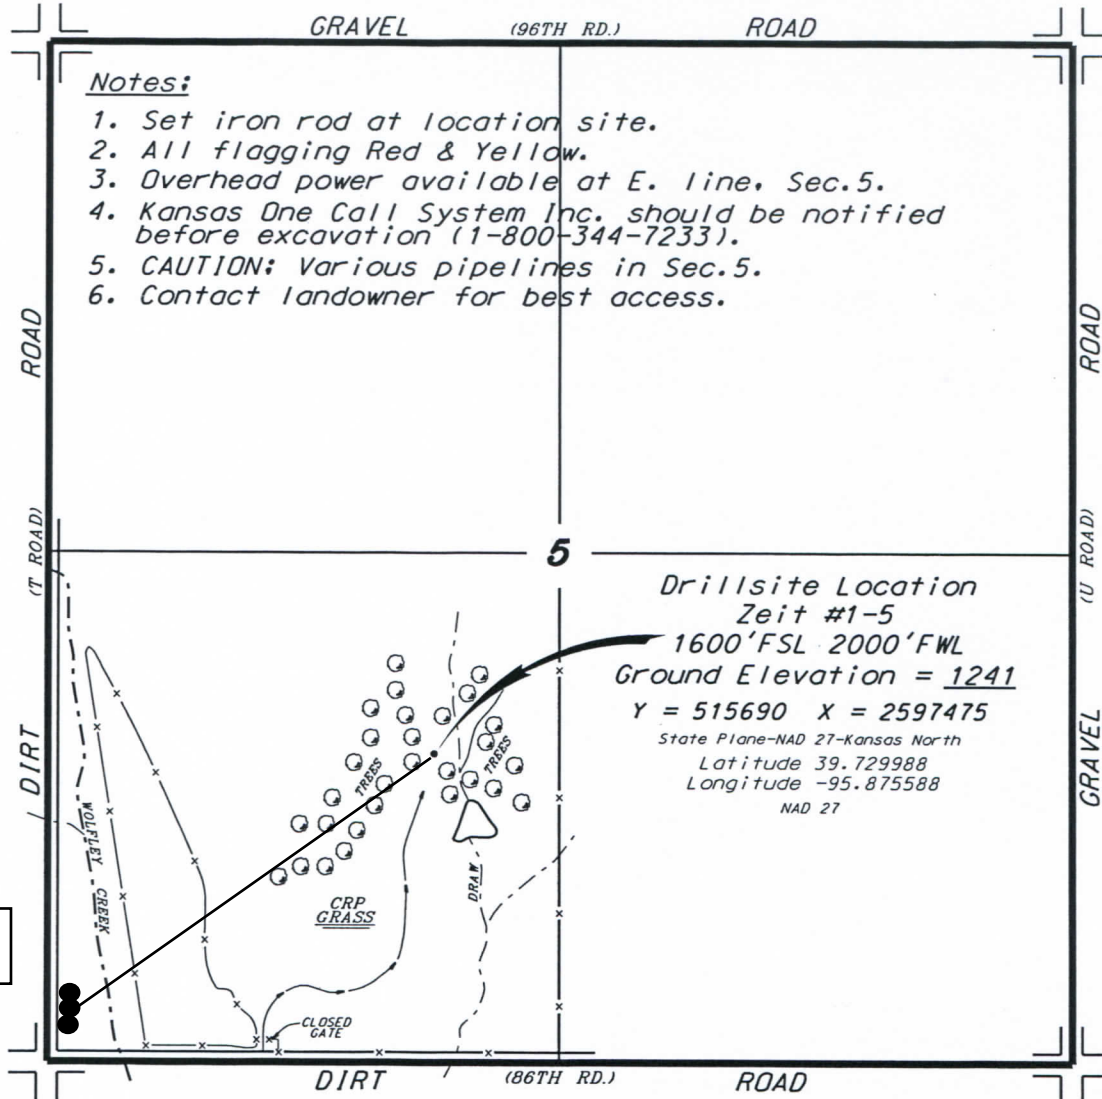 GRAVEL (96TH RD.) ROAD
Notes:
1. Set iron rod at location site.
2. All flagging Red & Yellow.
3. Overhead power available at E. line, Sec.5.
4. Kansas One Call System Inc. should be notified
before excavation (1-800-344-7233).
5. CAUTION: Various pipelines in Sec.5.
6. Contact landowner for best access.
ROAD
(T ROAD)
DIRT
ROAD
(U ROAD)
GRAVEL
5
Drillsite Location
Zeit #1-5
1600'FSL 2000'FWL
Ground Elevation = 1241
Y = 515690 X = 2597475
State Plane-NAD 27-Kansas North
Latitude 39.729988
Longitude -95.875588
NAD 27
TREES
TREES
WOLFLEY CREEK
DRAW
CRP
GRASS
CLOSED
GATE
DIRT (86TH RD.) ROAD